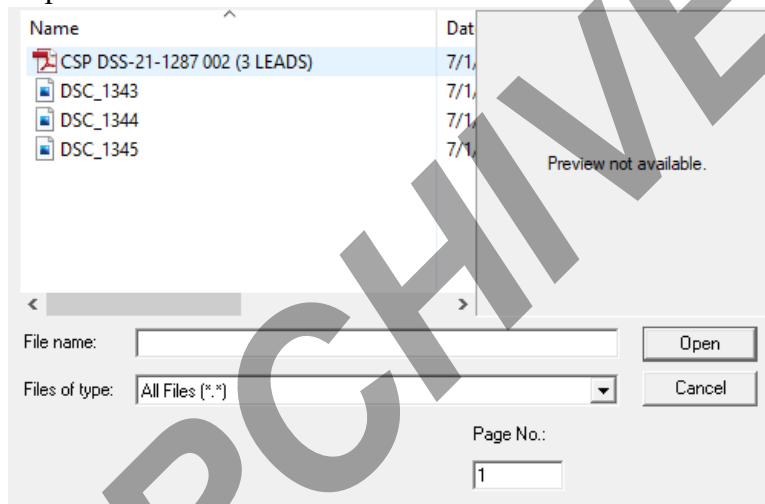 Name Dat
CSP DSS-21-1287 002 (3 LEADS) 7/1/
DSC_1343 7/1/
DSC_1344 7/1/
DSC_1345 7/1/
Preview not available.
File name: Open
Files of type: All Files (*.*) Cancel
Page No.:
1